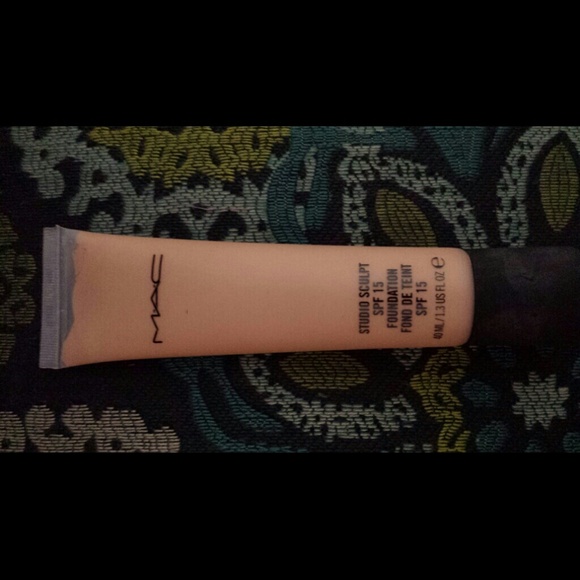 MAC
STUDIO SCULPT
SPF 15
FOUNDATION
FOND DE TEINT
SPF 15
40 ML / 1.3 US FL OZ ℮